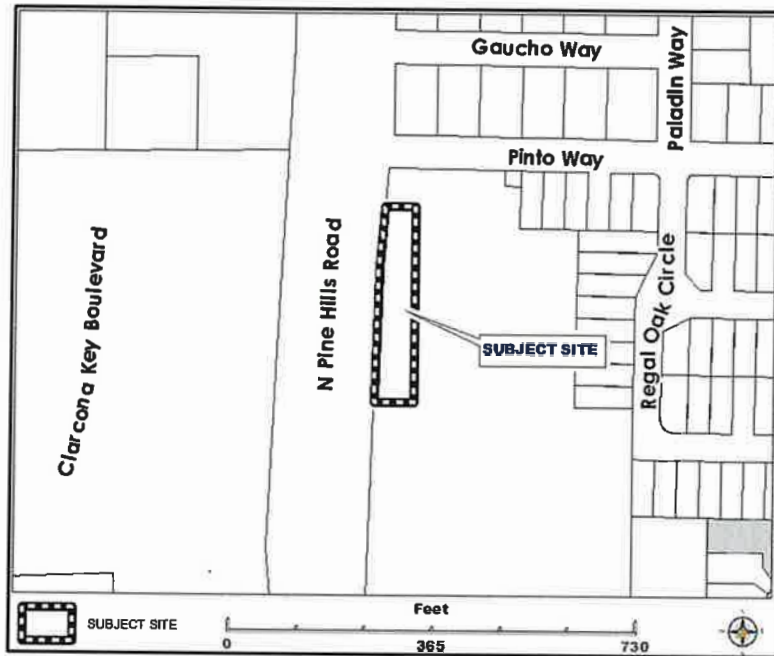 Gaucho Way
Paladin Way
Pinto Way
Clarcona Key Boulevard
N Pine Hills Road
SUBJECT SITE
Regal Oak Circle
SUBJECT SITE
Feet
0 365 730